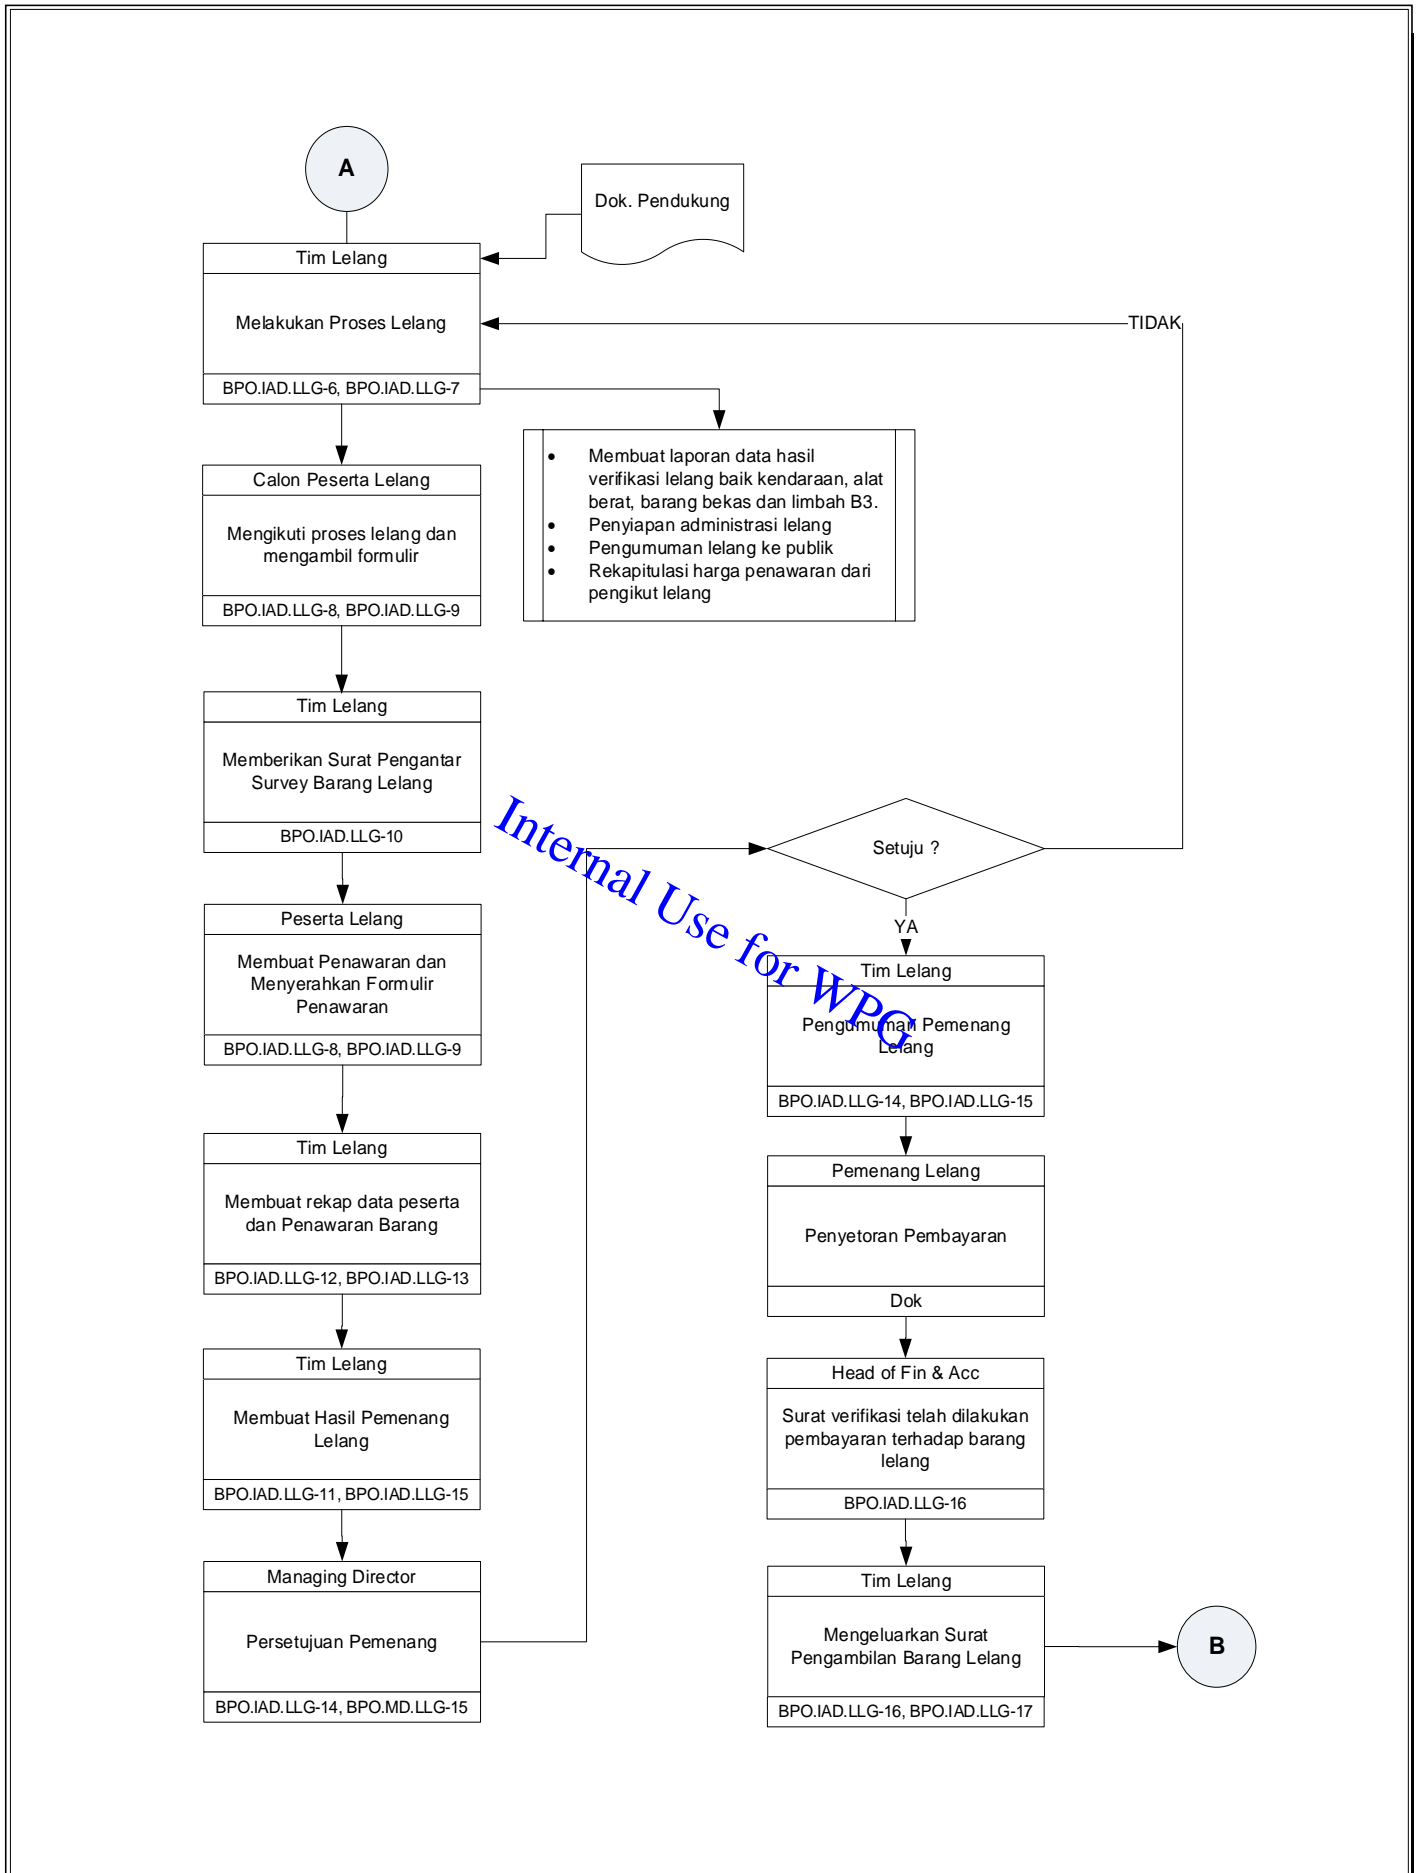 A
Dok. Pendukung
Tim Lelang
Melakukan Proses Lelang
BPO.IAD.LLG-6, BPO.IAD.LLG-7
TIDAK
• Membuat laporan data hasil
verifikasi lelang baik kendaraan, alat
berat, barang bekas dan limbah B3.
• Penyiapan administrasi lelang
• Pengumuman lelang ke publik
• Rekapitulasi harga penawaran dari
pengikut lelang
Calon Peserta Lelang
Mengikuti proses lelang dan
mengambil formulir
BPO.IAD.LLG-8, BPO.IAD.LLG-9
Tim Lelang
Memberikan Surat Pengantar
Survey Barang Lelang
BPO.IAD.LLG-10
Peserta Lelang
Membuat Penawaran dan
Menyerahkan Formulir
Penawaran
BPO.IAD.LLG-8, BPO.IAD.LLG-9
Tim Lelang
Membuat rekap data peserta
dan Penawaran Barang
BPO.IAD.LLG-12, BPO.IAD.LLG-13
Tim Lelang
Membuat Hasil Pemenang
Lelang
BPO.IAD.LLG-11, BPO.IAD.LLG-15
Managing Director
Persetujuan Pemenang
BPO.IAD.LLG-14, BPO.MD.LLG-15
Internal Use for WPG
Setuju ?
YA
Tim Lelang
Pengumuman Pemenang
Lelang
BPO.IAD.LLG-14, BPO.IAD.LLG-15
Pemenang Lelang
Penyetoran Pembayaran
Dok
Head of Fin & Acc
Surat verifikasi telah dilakukan
pembayaran terhadap barang
lelang
BPO.IAD.LLG-16
Tim Lelang
Mengeluarkan Surat
Pengambilan Barang Lelang
BPO.IAD.LLG-16, BPO.IAD.LLG-17
B